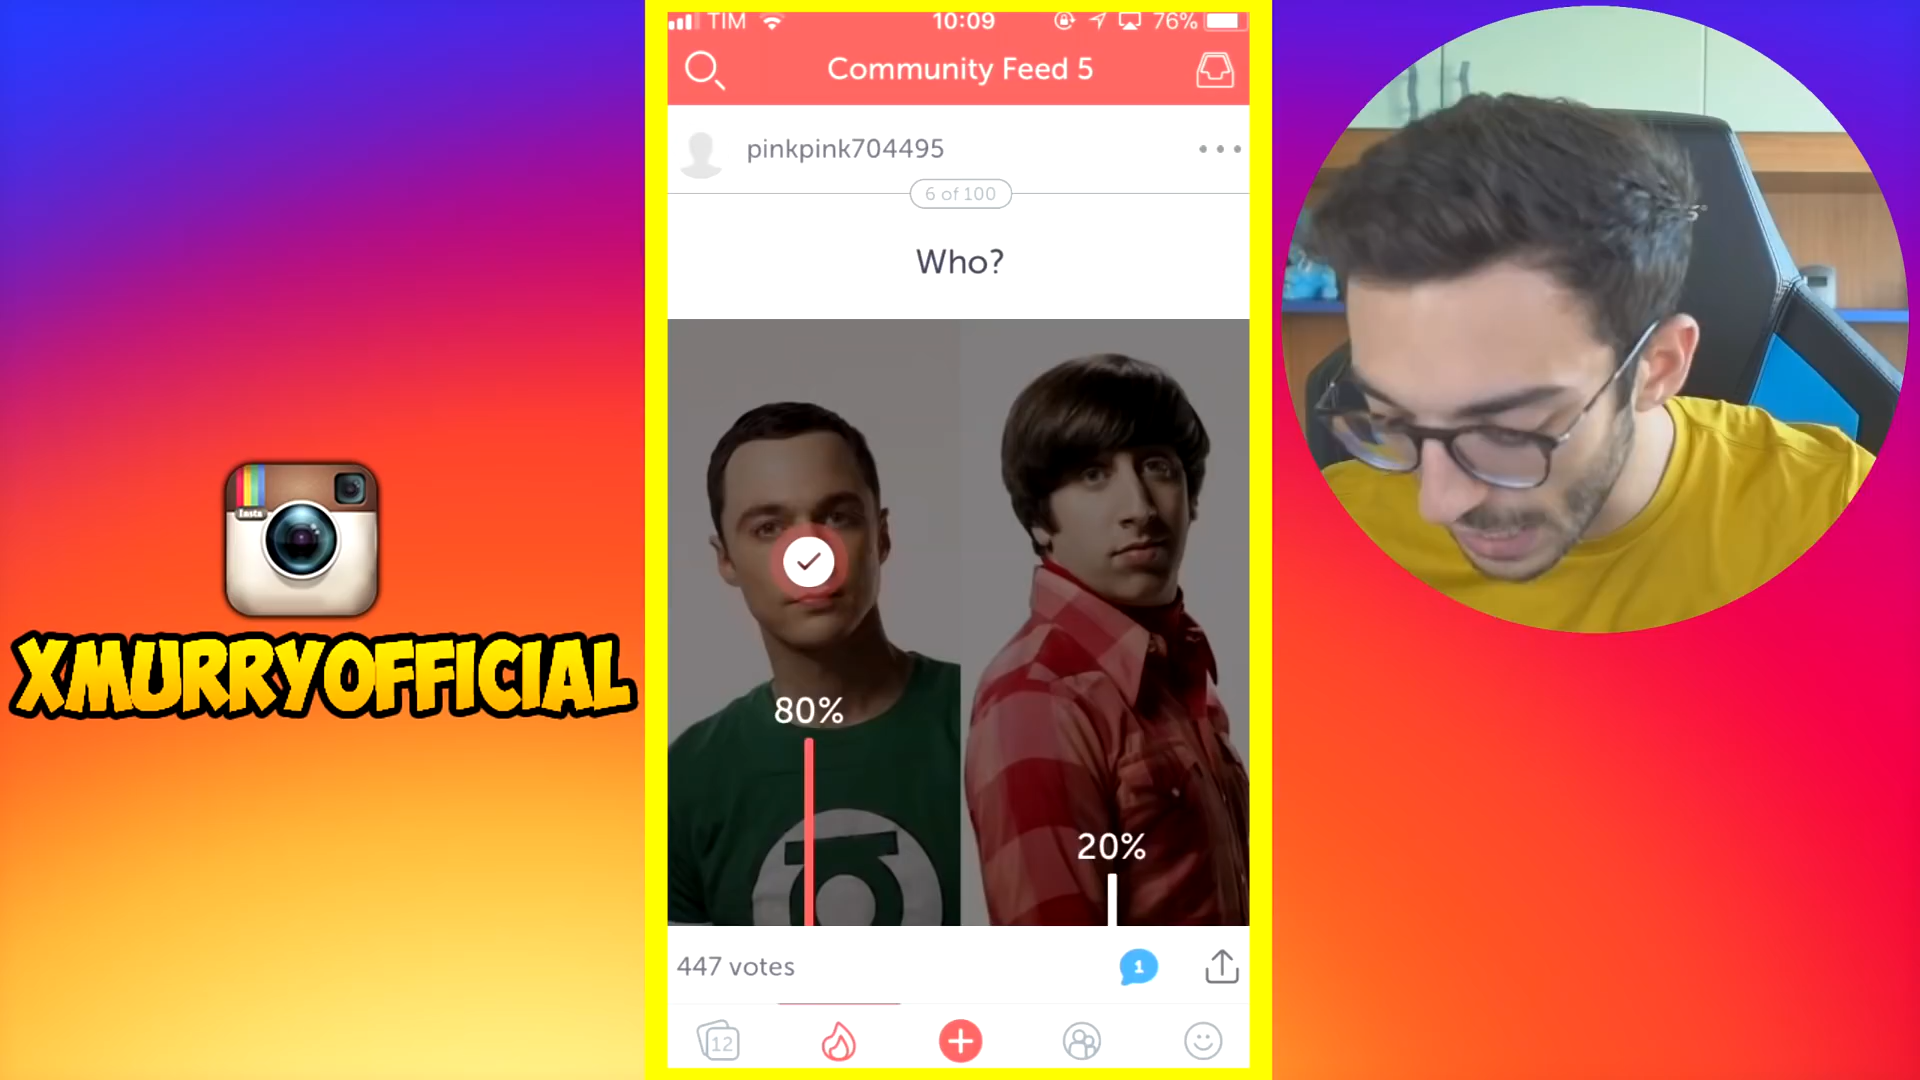 TIM
10:09
76%
Community Feed 5
pinkpink704495
6 of 100
Who?
Insta
XMURRYOFFICIAL
80%
20%
447 votes
1
12